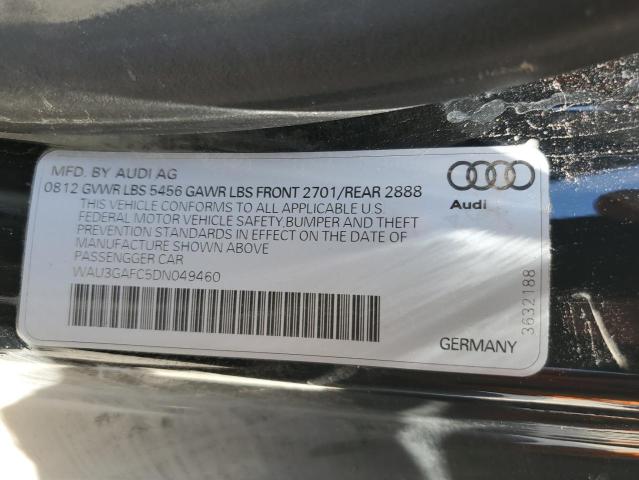 MFD. BY AUDI AG
0812 GVWR LBS 5456 GAWR LBS FRONT 2701/REAR 2888
THIS VEHICLE CONFORMS TO ALL APPLICABLE U.S.
FEDERAL MOTOR VEHICLE SAFETY, BUMPER AND THEFT
PREVENTION STANDARDS IN EFFECT ON THE DATE OF
MANUFACTURE SHOWN ABOVE
PASSENGGER CAR
WAU3GAFC5DN049460
Audi
3632188
GERMANY